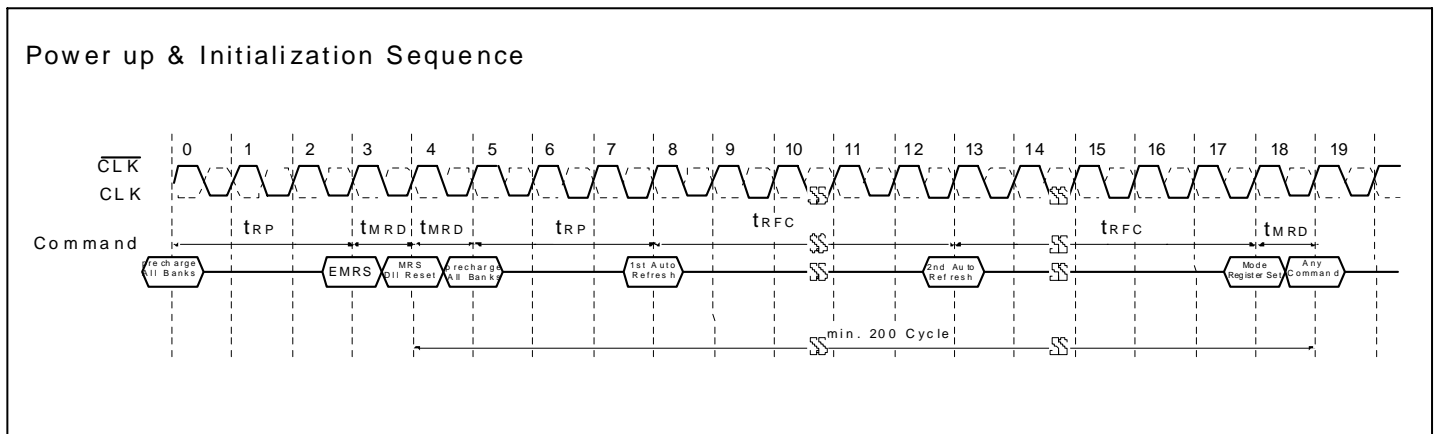 Power up & Initialization Sequence
0 1 2 3 4 5 6 7 8 9 10 11 12 13 14 15 16 17 18 19
CLK
CLK
tRP tMRD tMRD tRP tRFC tRFC tMRD
Command
precharge All Banks
EMRS
MRS Dll Reset
precharge All Banks
1st Auto Refresh
2nd Auto Refresh
Mode Register Set
Any Command
min. 200 Cycle